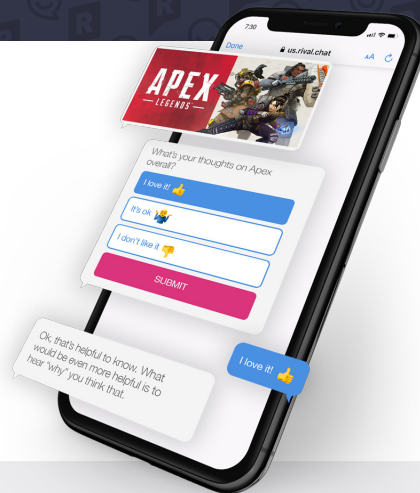 7:30
Done
us.rival.chat
AA
APEX
LEGENDS
What's your thoughts on Apex
overall?
I love it! 👍
It's ok 🤷‍♂️
I don't like it 👎
SUBMIT
I love it! 👍
Ok, that's helpful to know. What
would be even more helpful is to
hear "why" you think that.